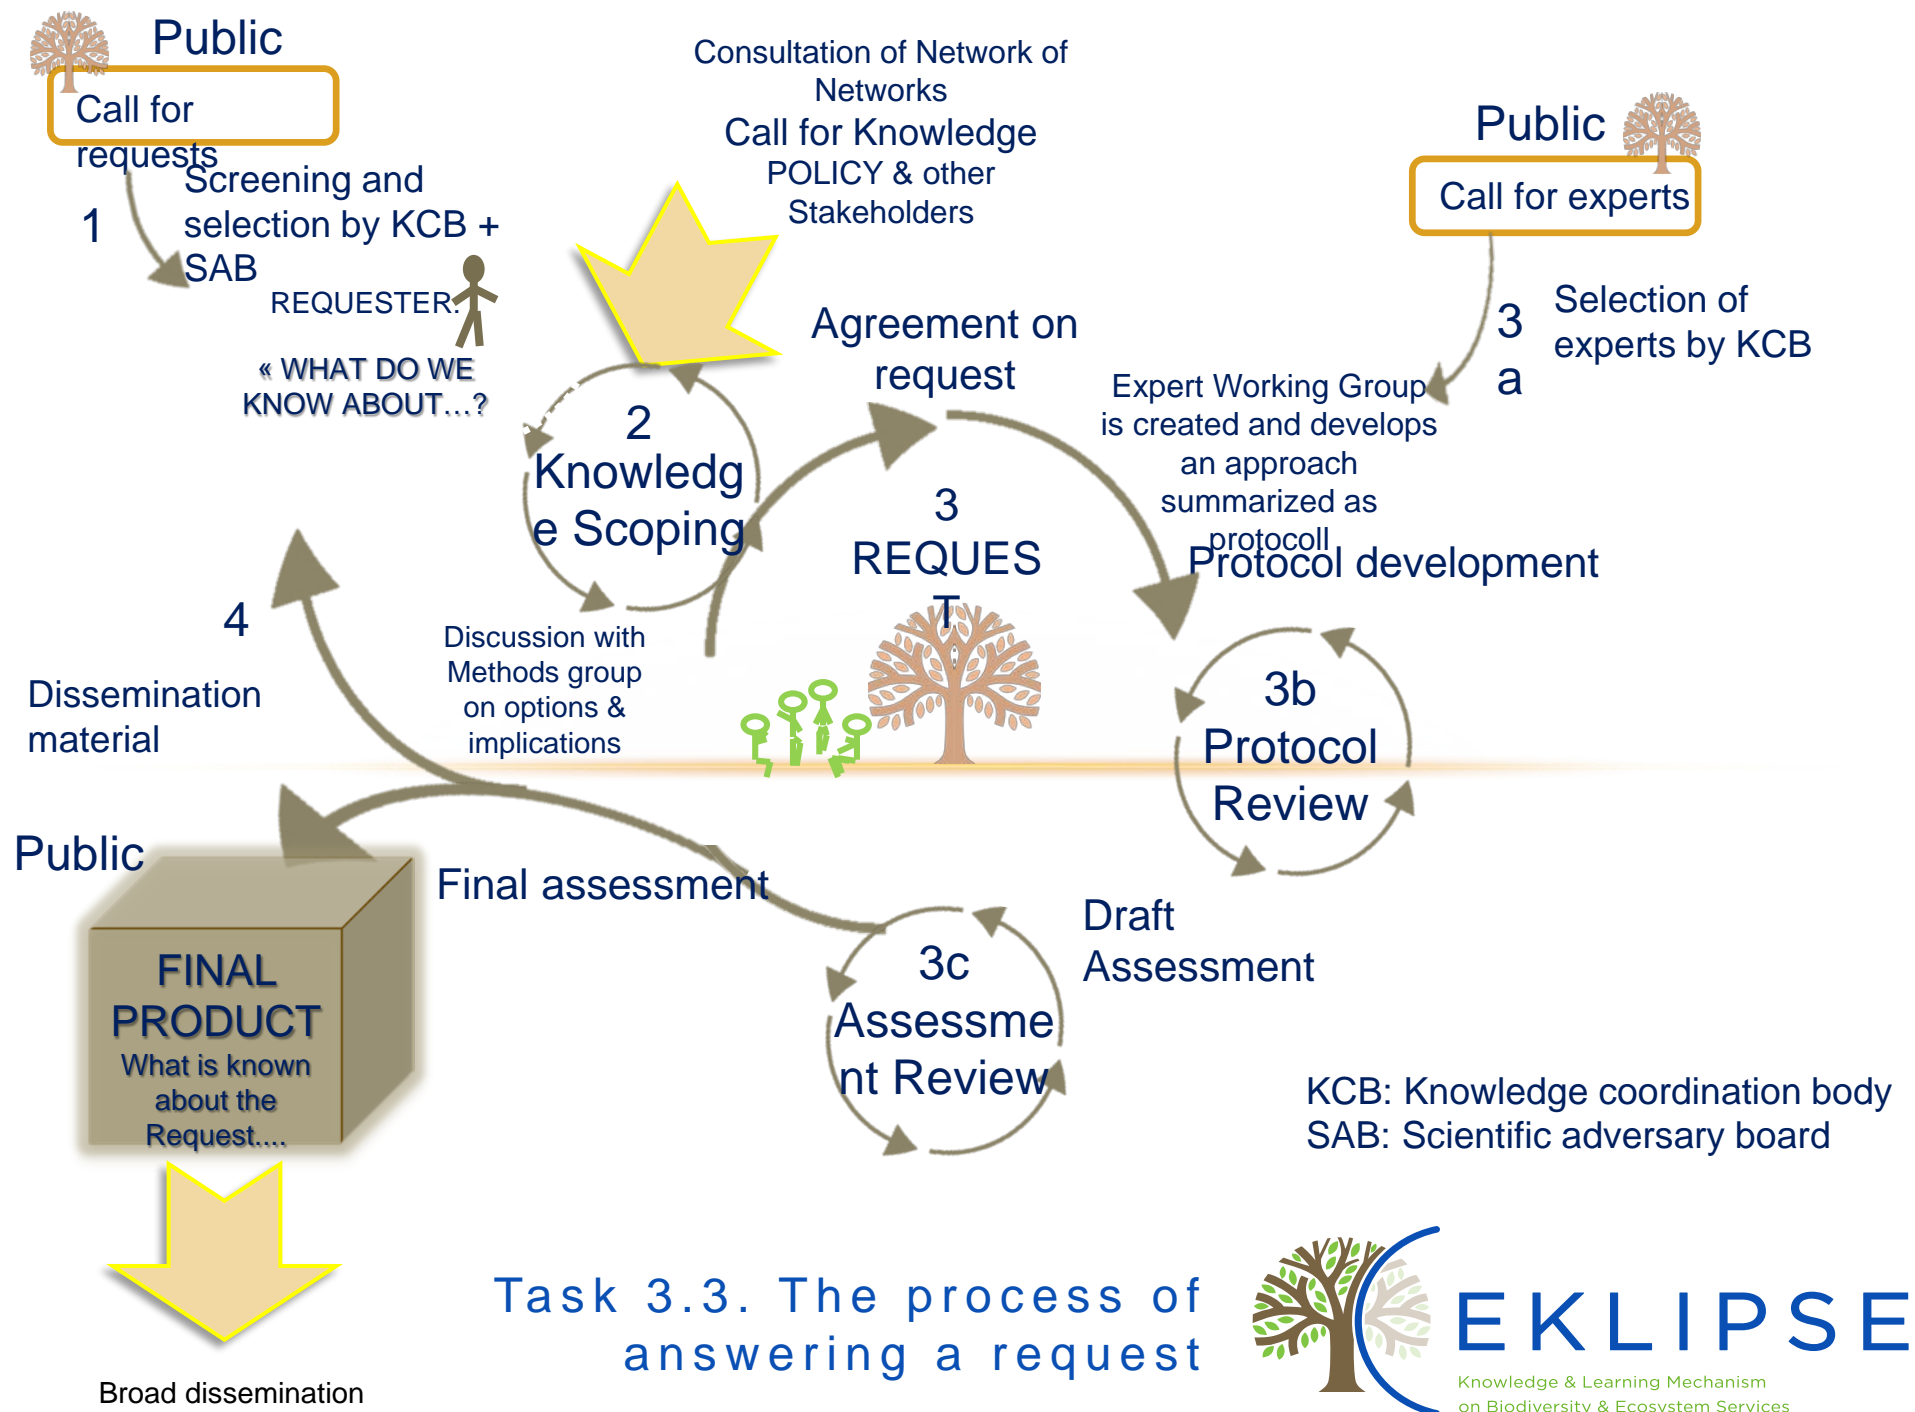 Public
Call for
requests
1
Screening and
selection by KCB +
SAB
REQUESTER:
« WHAT DO WE
KNOW ABOUT…?
Consultation of Network of
Networks
Call for Knowledge
POLICY & other
Stakeholders
2
Knowledg
e Scoping
Discussion with
Methods group
on options &
implications
Agreement on
request
3
REQUES
T
Public
Call for experts
3
a
Selection of
experts by KCB
Expert Working Group
is created and develops
an approach
summarized as
protocoll
Protocol development
3b
Protocol
Review
Draft
Assessment
3c
Assessme
nt Review
Final assessment
4
Dissemination
material
Public
FINAL
PRODUCT
What is known
about the
Request....
Broad dissemination
KCB: Knowledge coordination body
SAB: Scientific adversary board
Task 3.3. The process of
answering a request
EKLIPSE
Knowledge & Learning Mechanism
on Biodiversity & Ecosystem Services